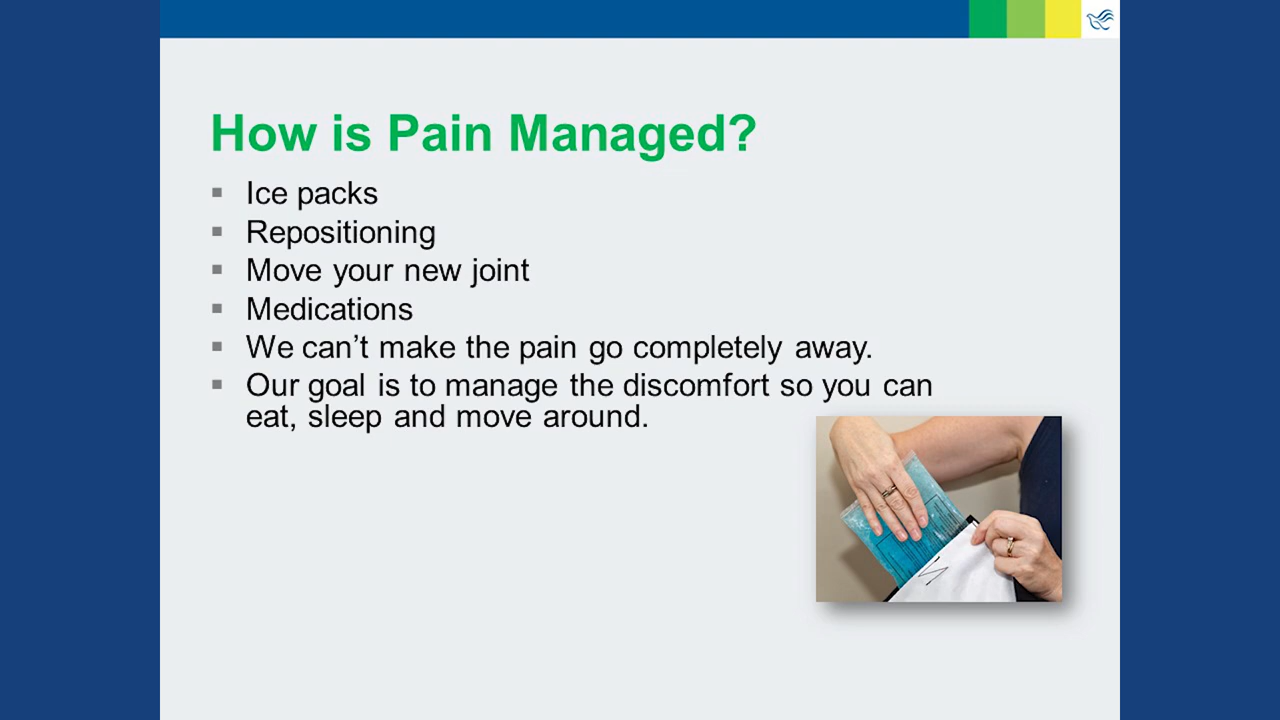 How is Pain Managed?
Ice packs
Repositioning
Move your new joint
Medications
We can’t make the pain go completely away.
Our goal is to manage the discomfort so you can
eat, sleep and move around.